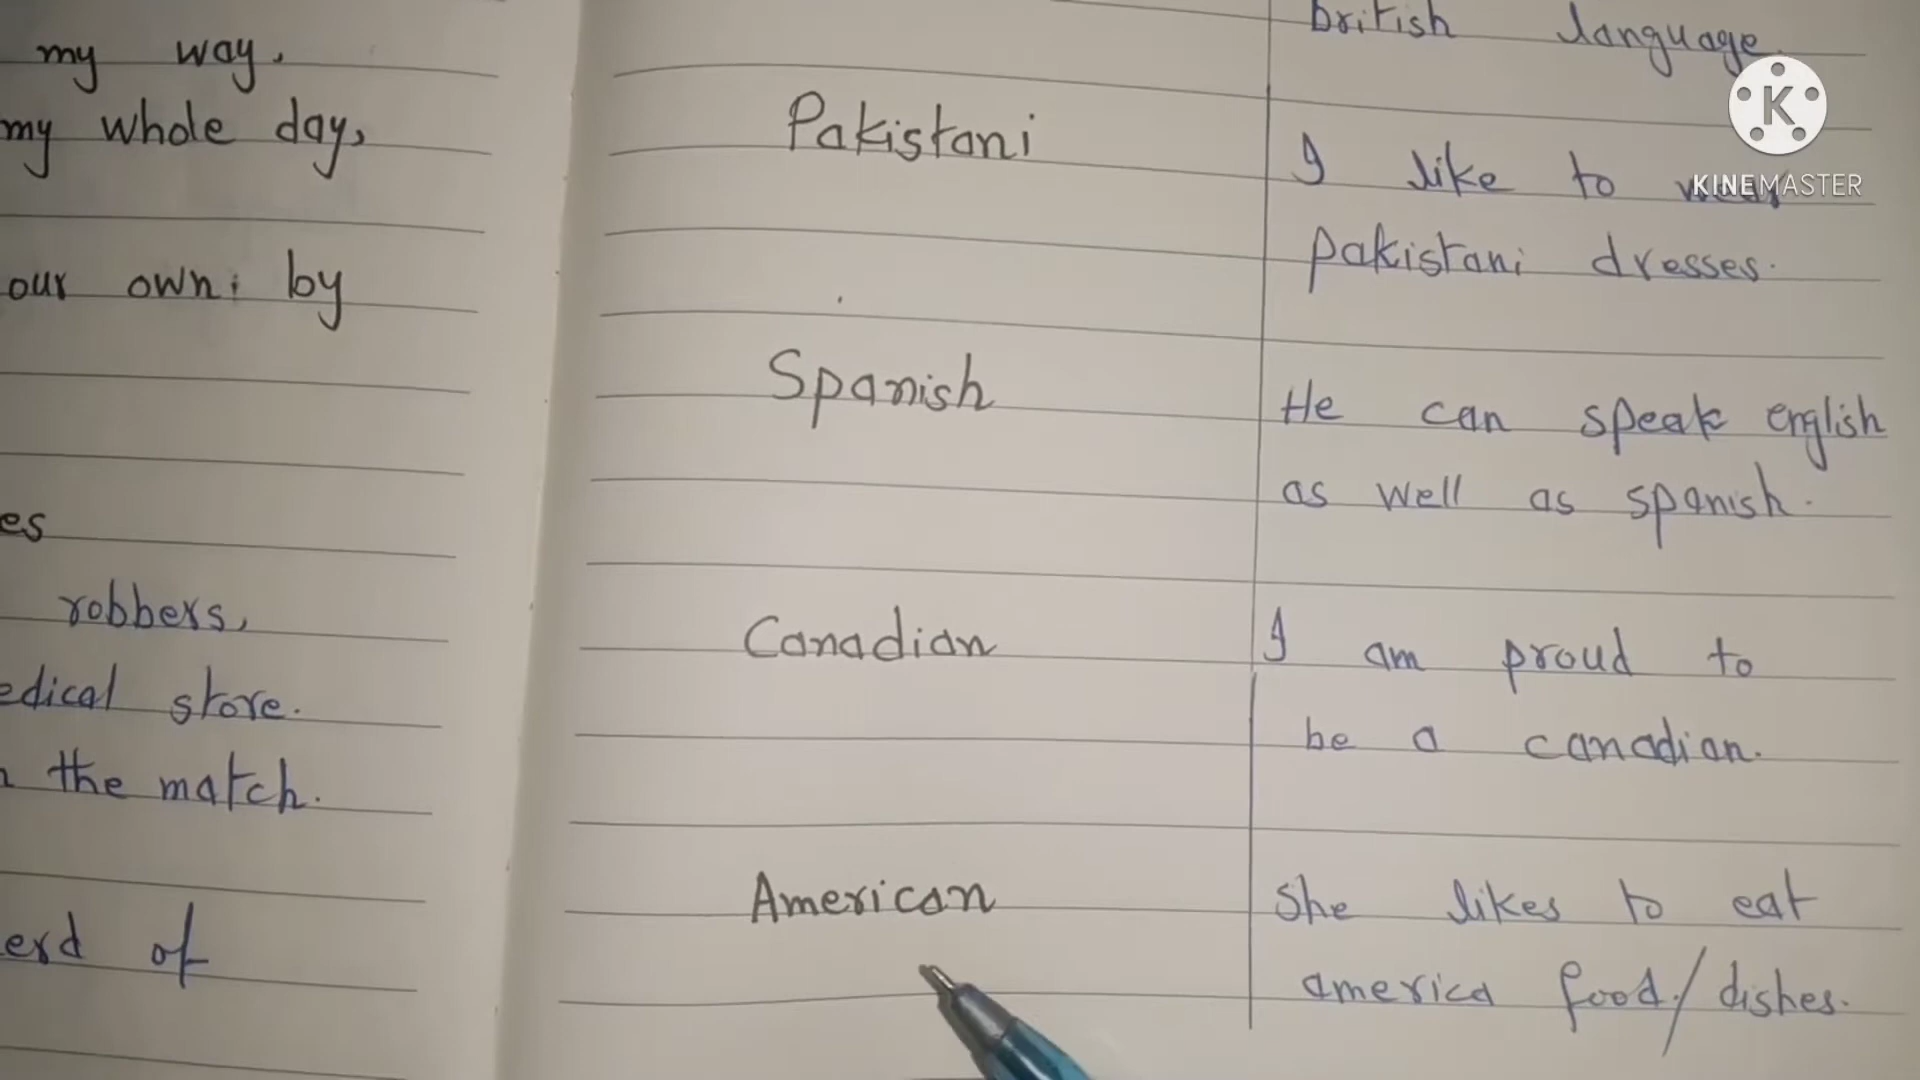 my way.
my whole day,
our own; by
es
robbers,
edical store.
the match.
erd of
british language.
Pakistani
I like to wear
pakistani dresses.
Spanish
He can speak english
as well as spanish.
Canadian
I am proud to
be a canadian.
American
She likes to eat
america food/dishes.
K
KINEMASTER